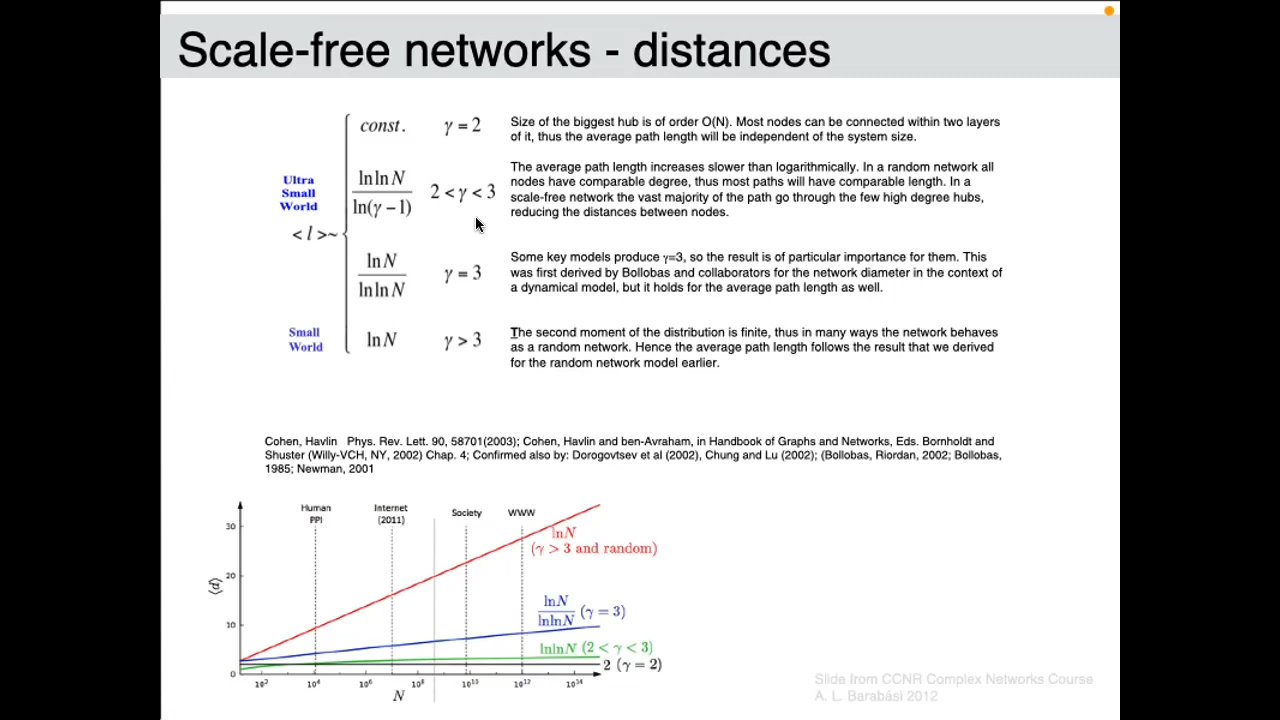 Scale-free networks - distances
const. γ = 2
Size of the biggest hub is of order O(N). Most nodes can be connected within two layers
of it, thus the average path length will be independent of the system size.
Ultra
Small
World
lnlnN
ln(γ − 1)
2 < γ < 3
The average path length increases slower than logarithmically. In a random network all
nodes have comparable degree, thus most paths will have comparable length. In a
scale-free network the vast majority of the path go through the few high degree hubs,
reducing the distances between nodes.
< l >~
lnN
lnlnN
γ = 3
Some key models produce γ=3, so the result is of particular importance for them. This
was first derived by Bollobas and collaborators for the network diameter in the context of
a dynamical model, but it holds for the average path length as well.
Small
World
lnN γ > 3
The second moment of the distribution is finite, thus in many ways the network behaves
as a random network. Hence the average path length follows the result that we derived
for the random network model earlier.
Cohen, Havlin Phys. Rev. Lett. 90, 58701(2003); Cohen, Havlin and ben-Avraham, in Handbook of Graphs and Networks, Eds. Bornholdt and
Shuster (Willy-VCH, NY, 2002) Chap. 4; Confirmed also by: Dorogovtsev et al (2002), Chung and Lu (2002); (Bollobas, Riordan, 2002; Bollobas,
1985; Newman, 2001
Human
PPI
Internet
(2011)
Society
WWW
30
20
10
0
⟨d⟩
lnN
(γ > 3 and random)
lnN
lnlnN
(γ = 3)
lnlnN (2 < γ < 3)
2 (γ = 2)
10² 10⁴ 10⁶ 10⁸ 10¹⁰ 10¹² 10¹⁴
N
Slide from CCNR Complex Networks Course
A. L. Barabási 2012